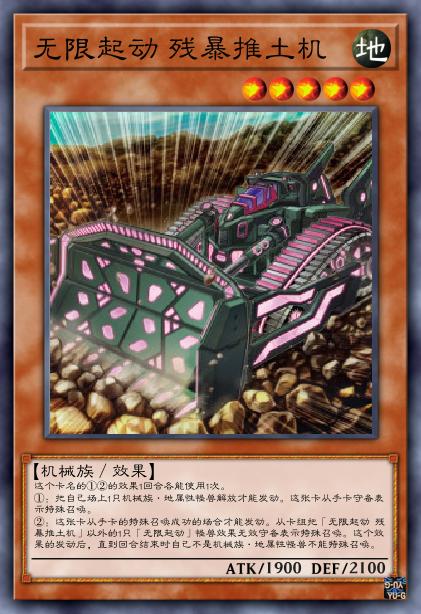 无限起动 残暴推土机
地
【机械族／效果】
这个卡名的①②的效果1回合各能使用1次。
①：把自己场上1只机械族·地属性怪兽解放才能发动。这张卡从手卡守备表
示特殊召唤。
②：这张卡从手卡的特殊召唤成功的场合才能发动。从卡组把「无限起动 残
暴推土机」以外的1只「无限起动」怪兽效果无效守备表示特殊召唤。这个效
果的发动后，直到回合结束时自己不是机械族·地属性怪兽不能特殊召唤。
ATK/1900 DEF/2100